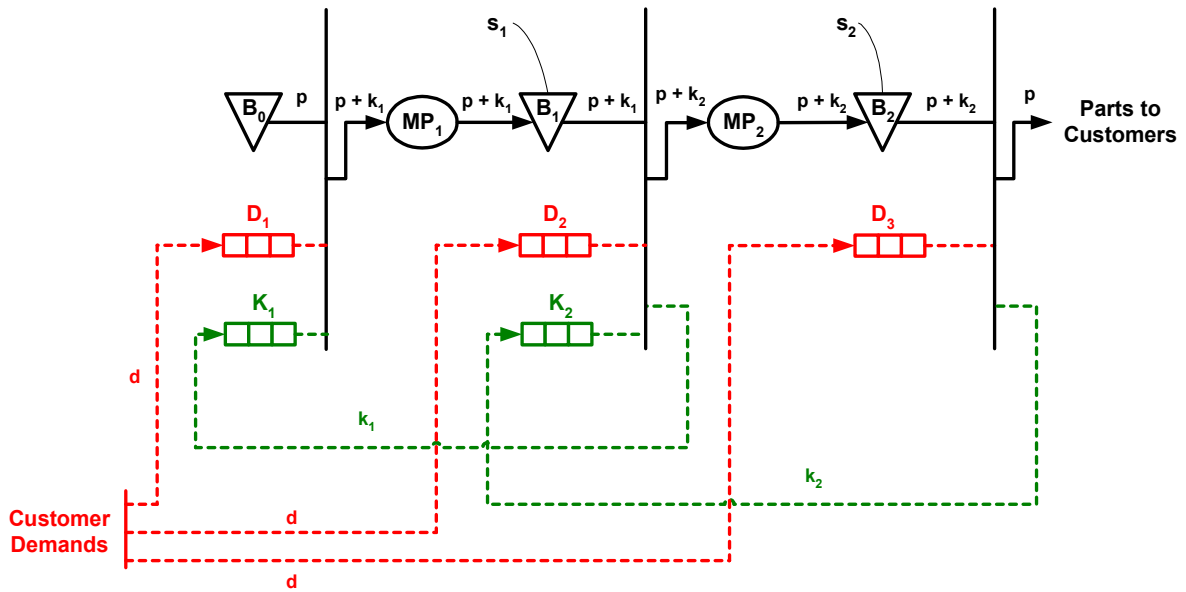 s1
s2
p
p + k1
p + k1
p + k1
p + k2
p + k2
p + k2
p
B0
MP1
B1
MP2
B2
Parts to
Customers
D1
D2
D3
K1
K2
d
k1
k2
Customer
Demands
d
d